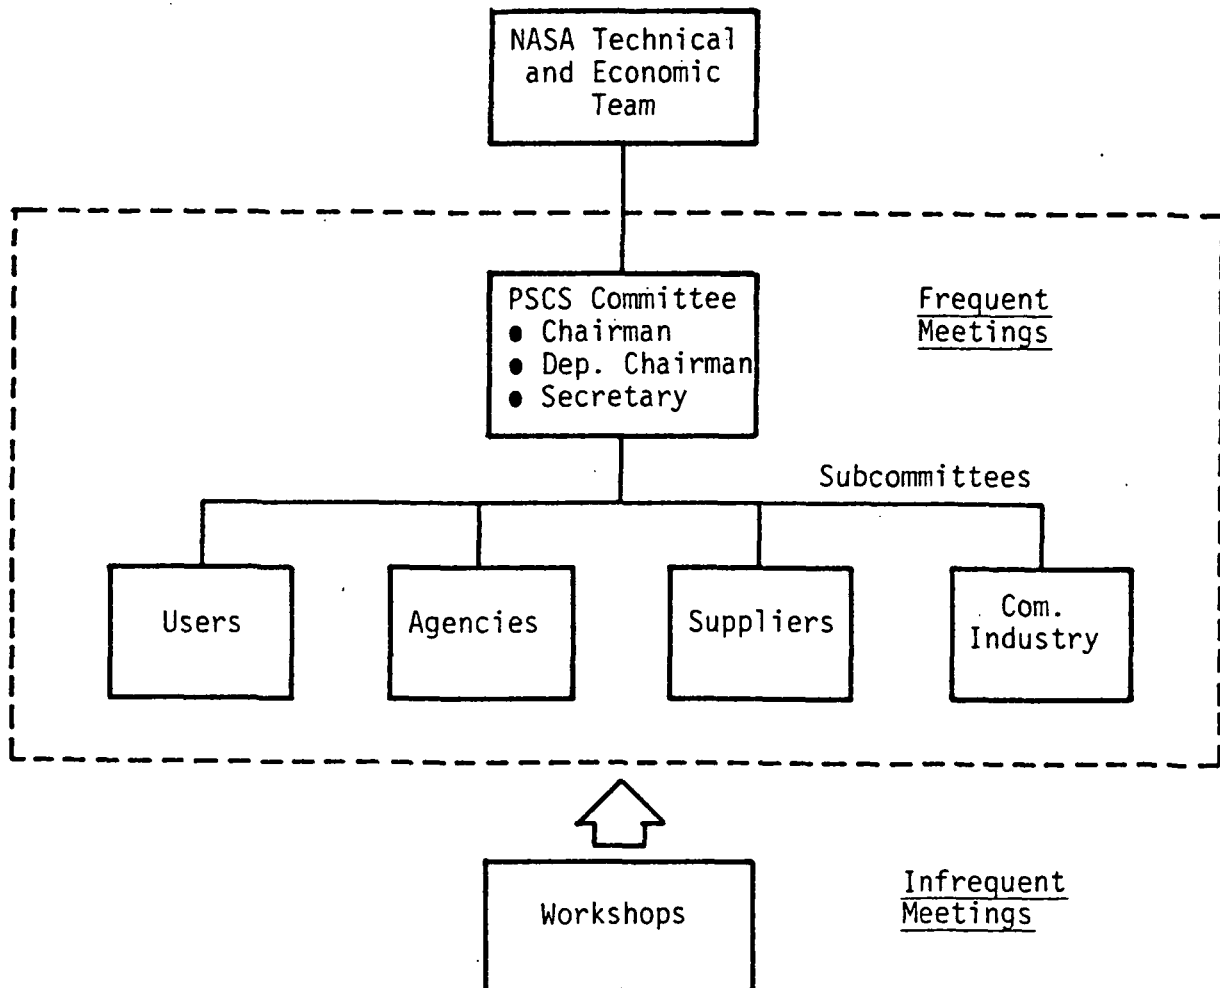 NASA Technical
and Economic
Team
PSCS Committee
● Chairman
● Dep. Chairman
● Secretary
Frequent
Meetings
Subcommittees
Users
Agencies
Suppliers
Com.
Industry
Workshops
Infrequent
Meetings